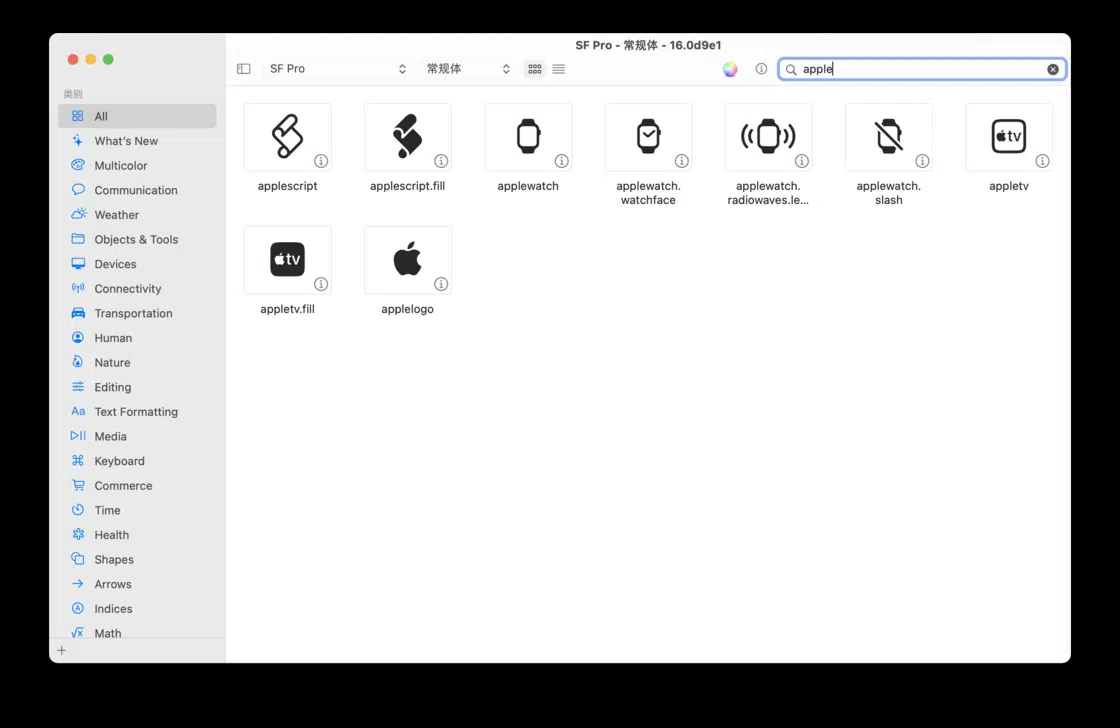 SF Pro - 常规体 - 16.0d9e1
SF Pro
常规体
apple
类别
All
What's New
Multicolor
Communication
Weather
Objects & Tools
Devices
Connectivity
Transportation
Human
Nature
Editing
Aa Text Formatting
Media
Keyboard
Commerce
Time
Health
Shapes
Arrows
Indices
Math
applescript
applescript.fill
applewatch
applewatch.
watchface
applewatch.
radiowaves.le...
applewatch.
slash
tv
appletv
tv
appletv.fill
applelogo